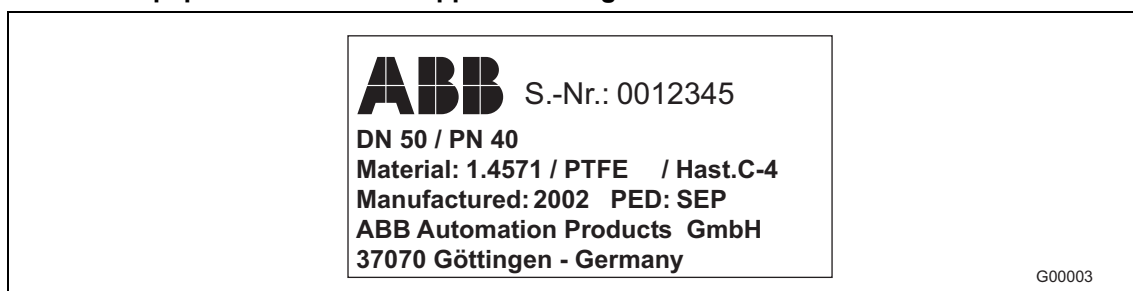 ABB S.-Nr.: 0012345
DN 50 / PN 40
Material: 1.4571 / PTFE / Hast.C-4
Manufactured: 2002 PED: SEP
ABB Automation Products GmbH
37070 Göttingen - Germany
G00003